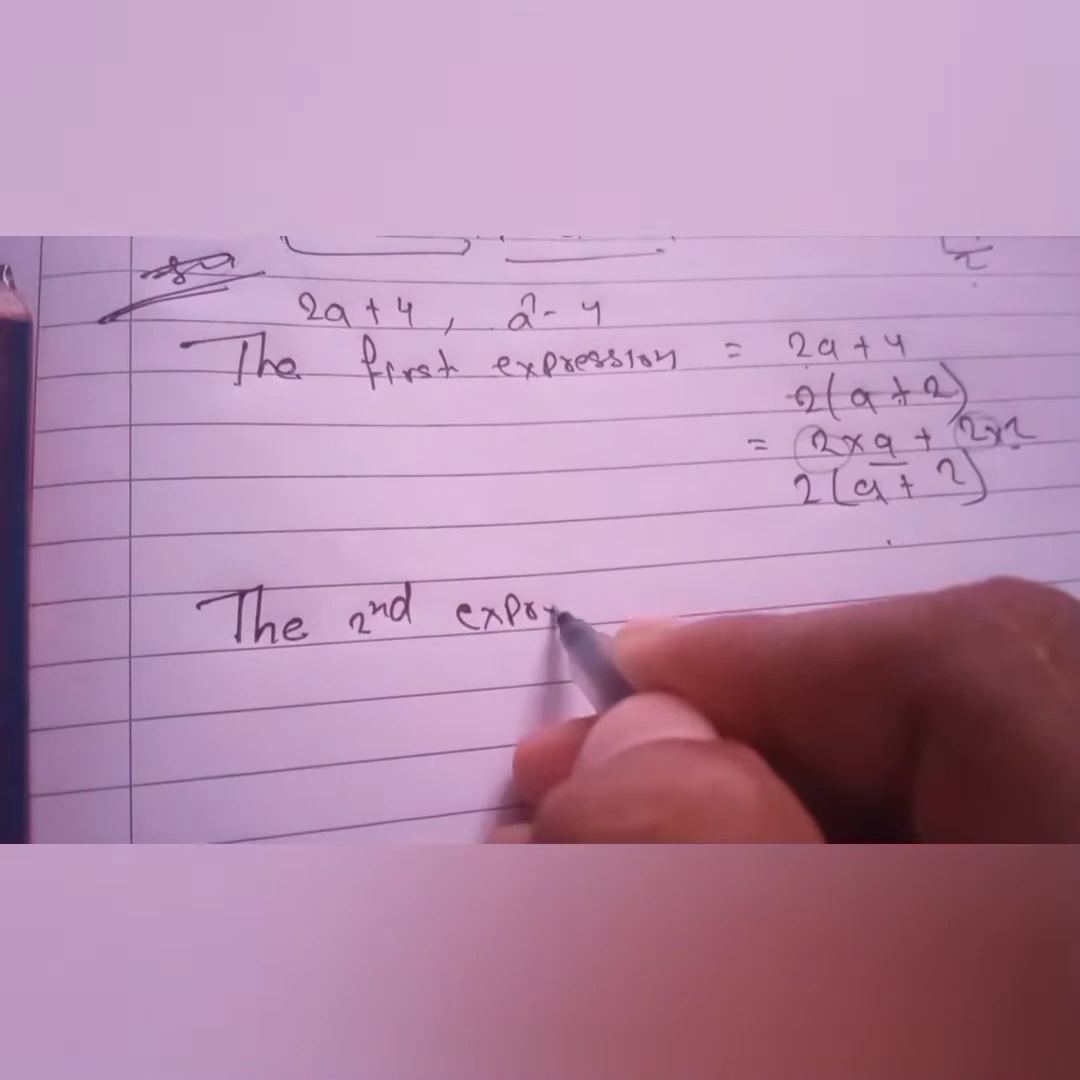 2a + 4 , a² - 4
The first expression = 2a + 4
2(a + 2)
= 2×a + 2×2
2(a + 2)
The 2nd expr